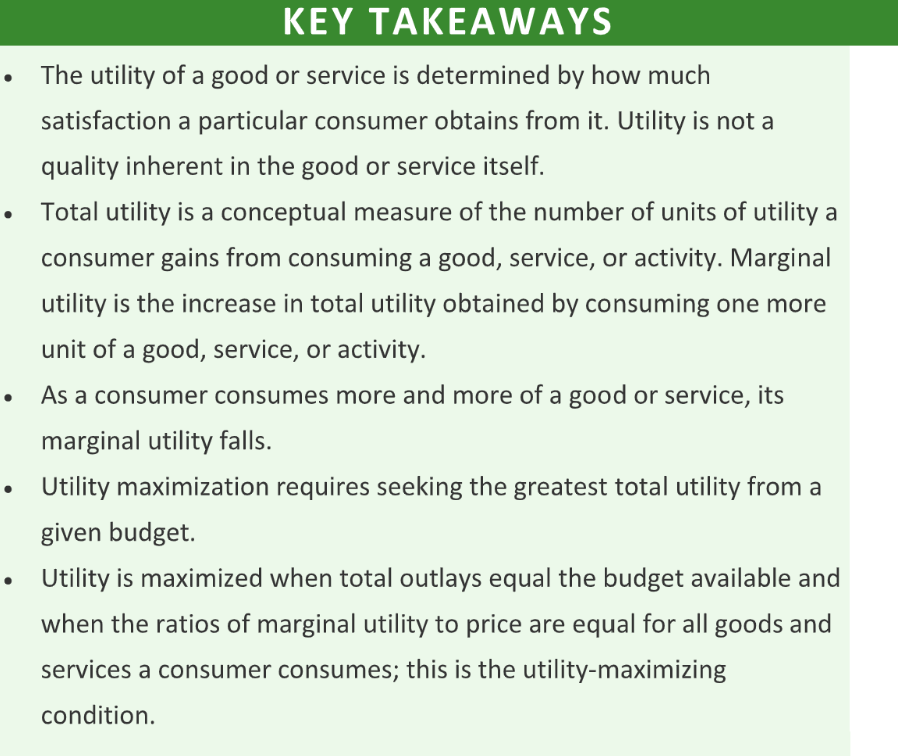 KEY TAKEAWAYS
• The utility of a good or service is determined by how much
satisfaction a particular consumer obtains from it. Utility is not a
quality inherent in the good or service itself.
• Total utility is a conceptual measure of the number of units of utility a
consumer gains from consuming a good, service, or activity. Marginal
utility is the increase in total utility obtained by consuming one more
unit of a good, service, or activity.
• As a consumer consumes more and more of a good or service, its
marginal utility falls.
• Utility maximization requires seeking the greatest total utility from a
given budget.
• Utility is maximized when total outlays equal the budget available and
when the ratios of marginal utility to price are equal for all goods and
services a consumer consumes; this is the utility-maximizing
condition.